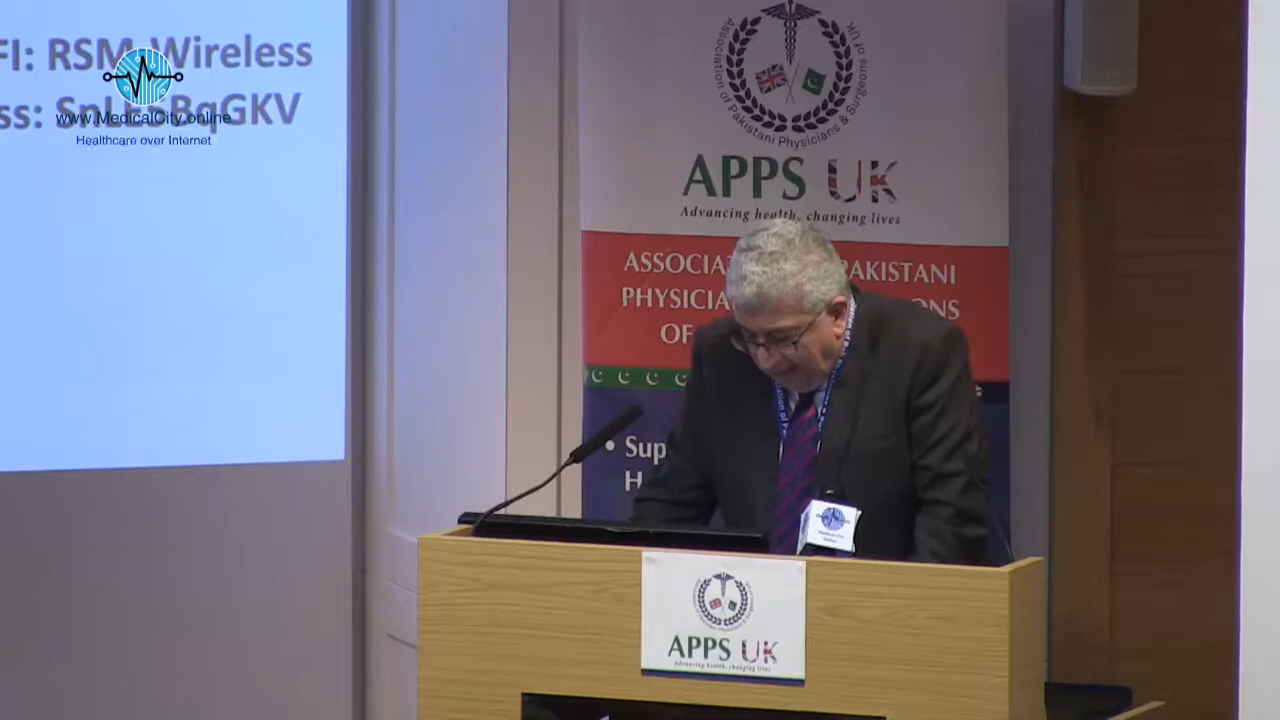 FI: RSM-Wireless
ss:
www.MedicalCity.online
Healthcare over Internet
Association of Pakistani Physicians & Surgeons of UK
APPS UK
Advancing health, changing lives
ASSOCIA PAKISTANI
PHYSICIA ONS
OF
• Sup
H
APPS UK
Advancing health, changing lives